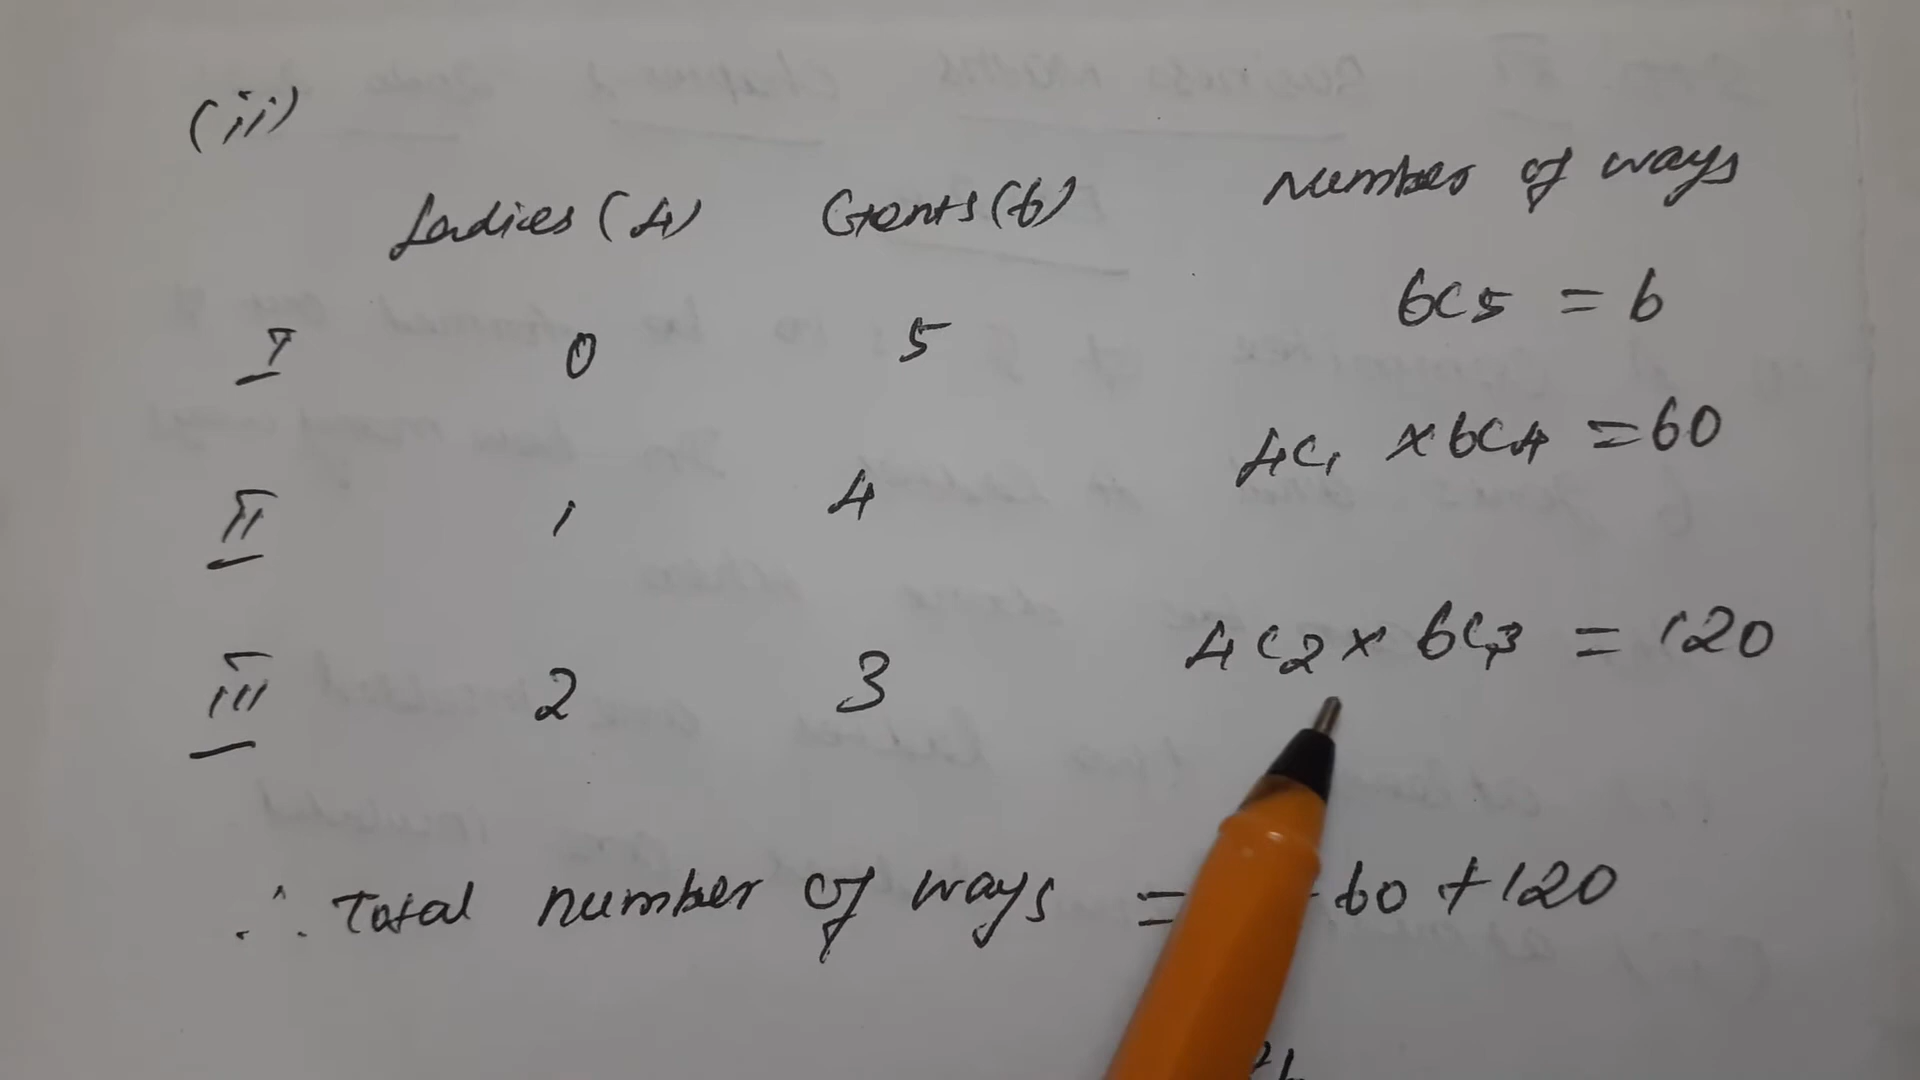 (ii)
Ladies (4) Gents (6) Number of ways
I 0 5 6C5 = 6
II 1 4 4C1 × 6C4 = 60
III 2 3 4C2 × 6C3 = 120
∴ Total number of ways = 60 + 120